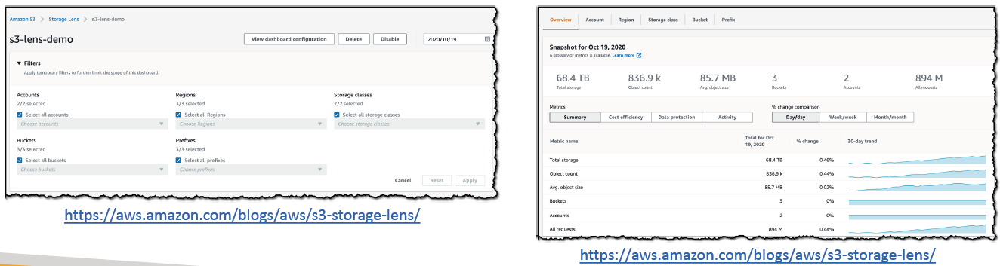 Amazon S3 > Storage Lens > s3-lens-demo
s3-lens-demo
View dashboard configuration
Delete
Disable
2020/10/19
▼ Filters
Apply temporary filters to further limit the scope of this dashboard.
Accounts
2/2 selected
Select all accounts
Choose accounts
Regions
3/3 selected
Select all Regions
Choose Regions
Storage classes
2/2 selected
Select all storage classes
Choose storage classes
Buckets
3/3 selected
Select all buckets
Choose buckets
Prefixes
3/3 selected
Select all prefixes
Choose prefixes
Cancel
Reset
Apply
https://aws.amazon.com/blogs/aws/s3-storage-lens/
Overview Account Region Storage class Bucket Prefix
Snapshot for Oct 19, 2020
A glossary of metrics is available. Learn more
68.4 TB 836.9 k 85.7 MB 3 2 894 M
Total storage Object count Avg. object size Buckets Accounts All requests
Metrics
Summary Cost efficiency Data protection Activity
% change comparison
Day/day Week/week Month/month
Metric name
Total for Oct
19, 2020
% change
30-day trend
Total storage 68.4 TB 0.46%
Object count 836.9 k 0.44%
Avg. object size 85.7 MB 0.02%
Buckets 3 0%
Accounts 2 0%
All requests 894 M 0.44%
https://aws.amazon.com/blogs/aws/s3-storage-lens/